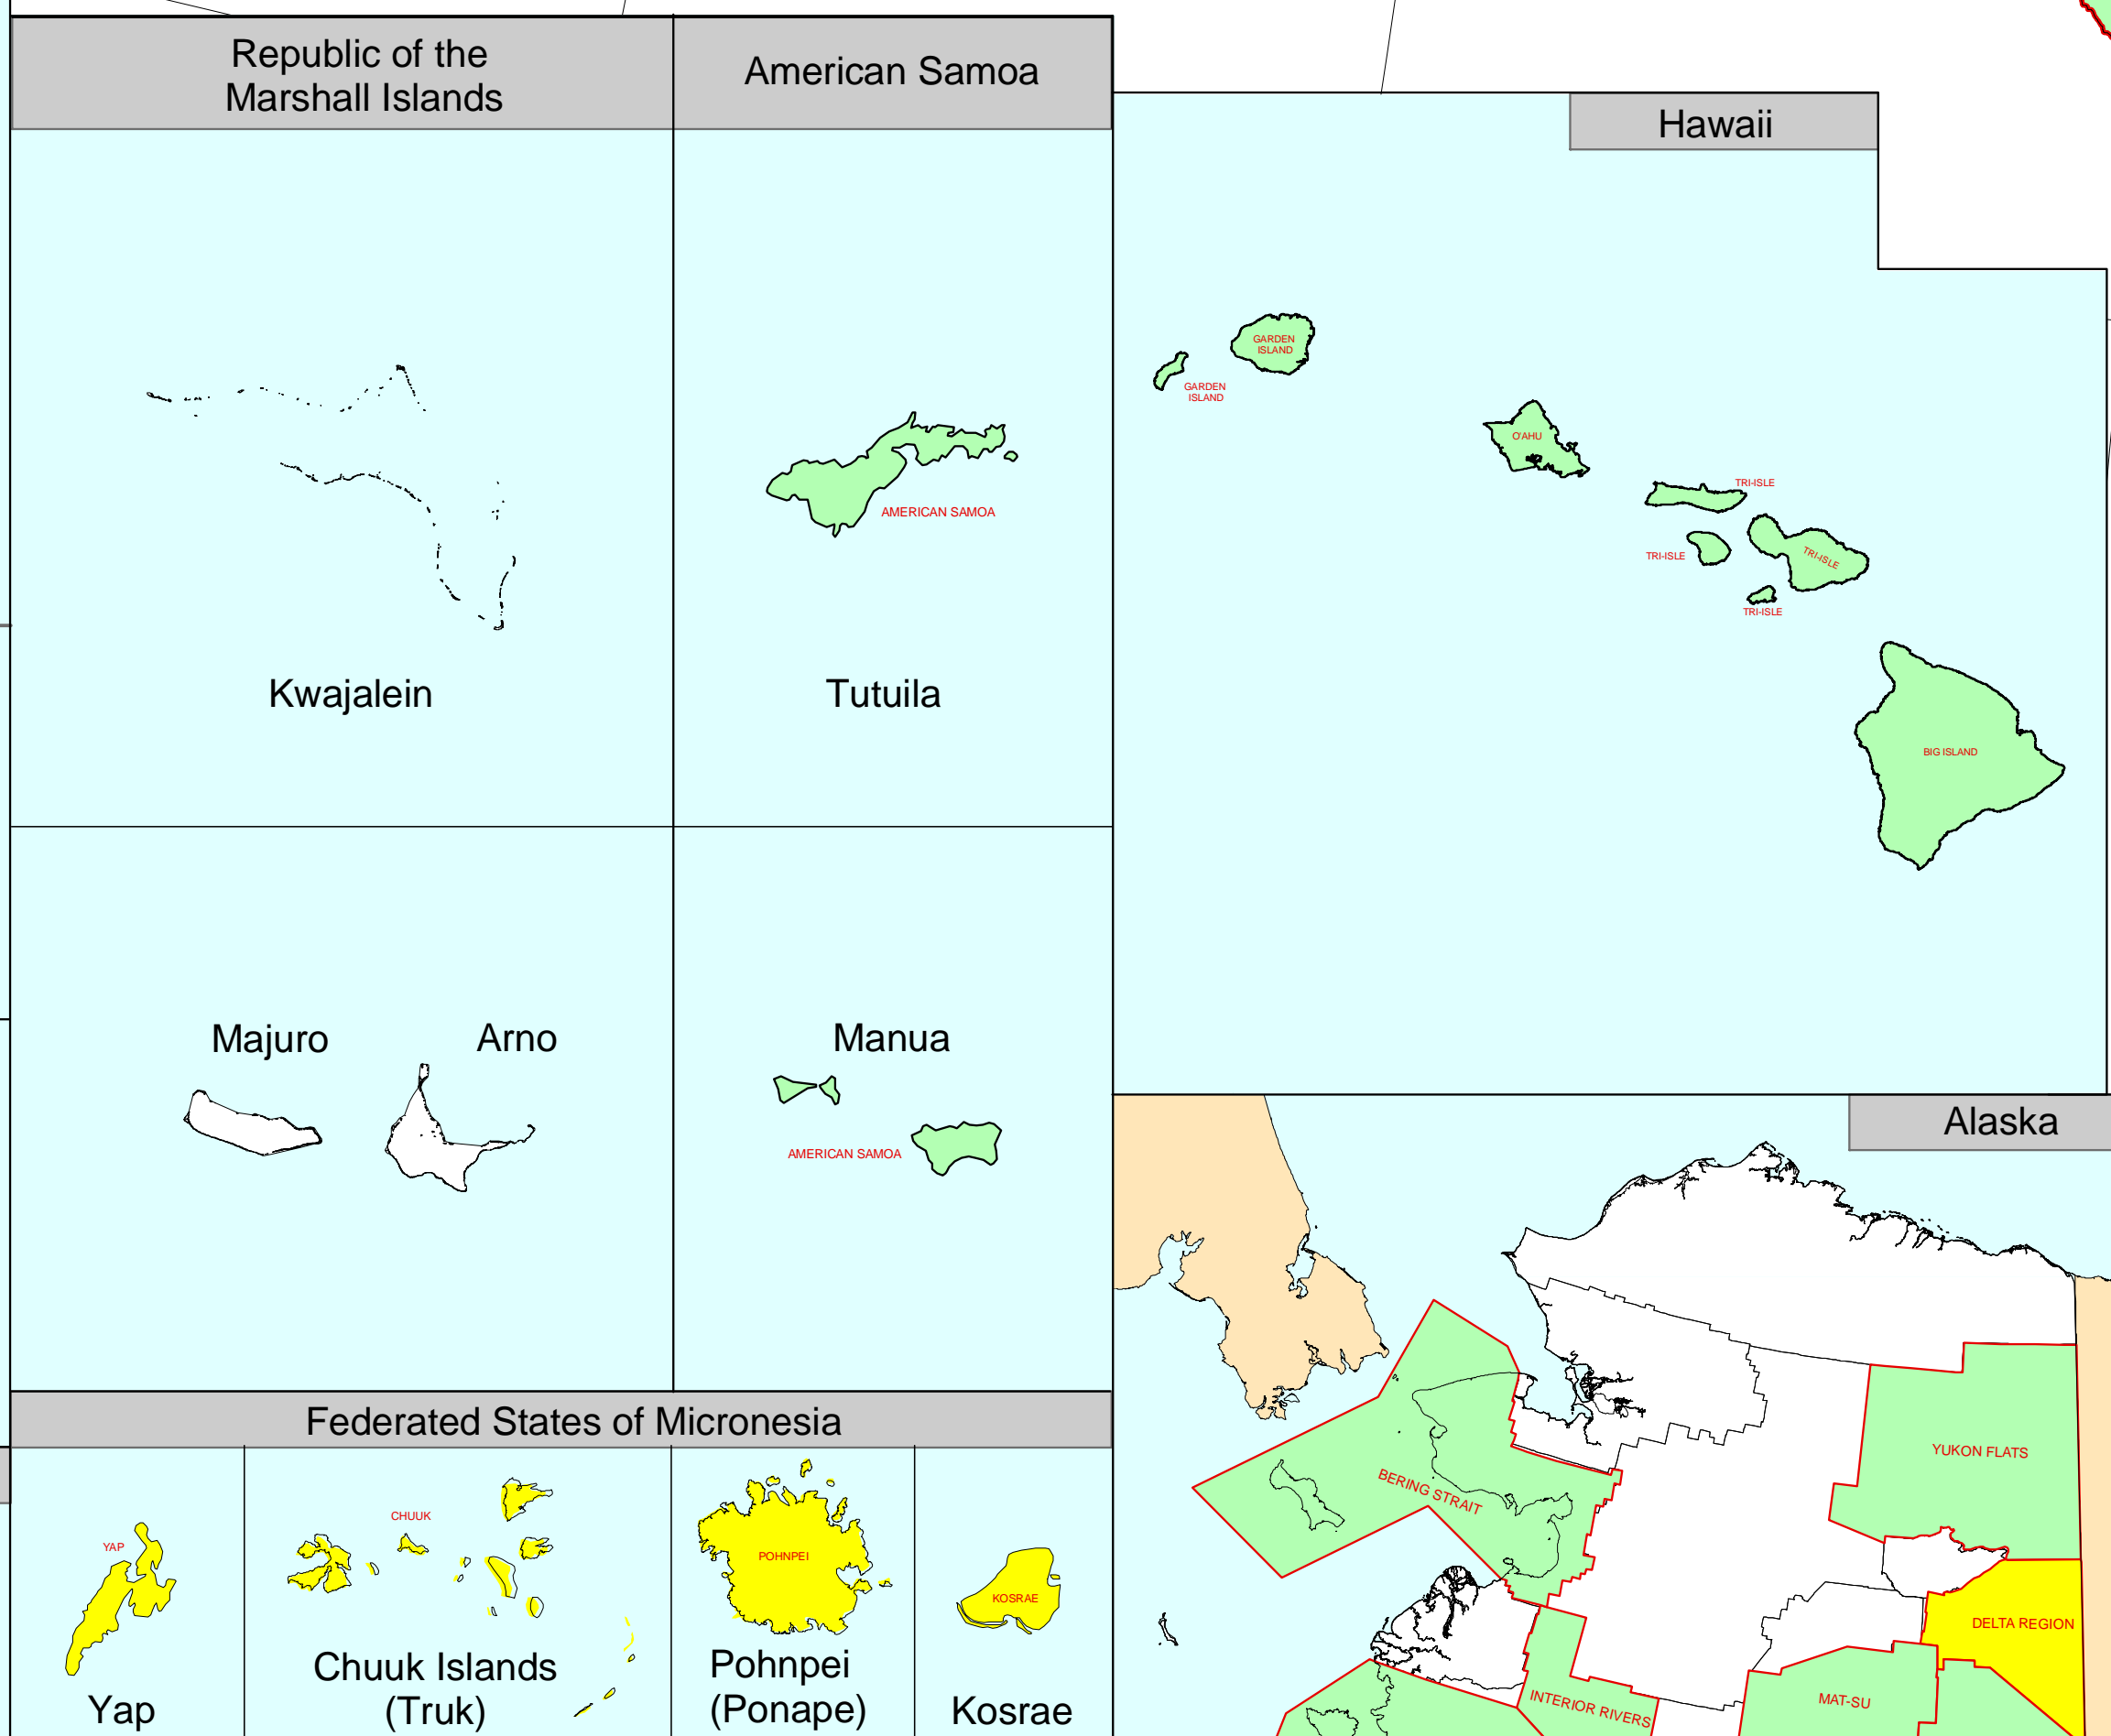 Republic of the
Marshall Islands
American Samoa
Hawaii
GARDEN
ISLAND
GARDEN
ISLAND
O'AHU
TRI-ISLE
TRI-ISLE
TRI-ISLE
TRI-ISLE
BIG ISLAND
AMERICAN SAMOA
Kwajalein
Tutuila
Majuro
Arno
Manua
AMERICAN SAMOA
Alaska
Federated States of Micronesia
YAP
CHUUK
POHNPEI
KOSRAE
Yap
Chuuk Islands
(Truk)
Pohnpei
(Ponape)
Kosrae
YUKON FLATS
BERING STRAIT
DELTA REGION
INTERIOR RIVERS
MAT-SU